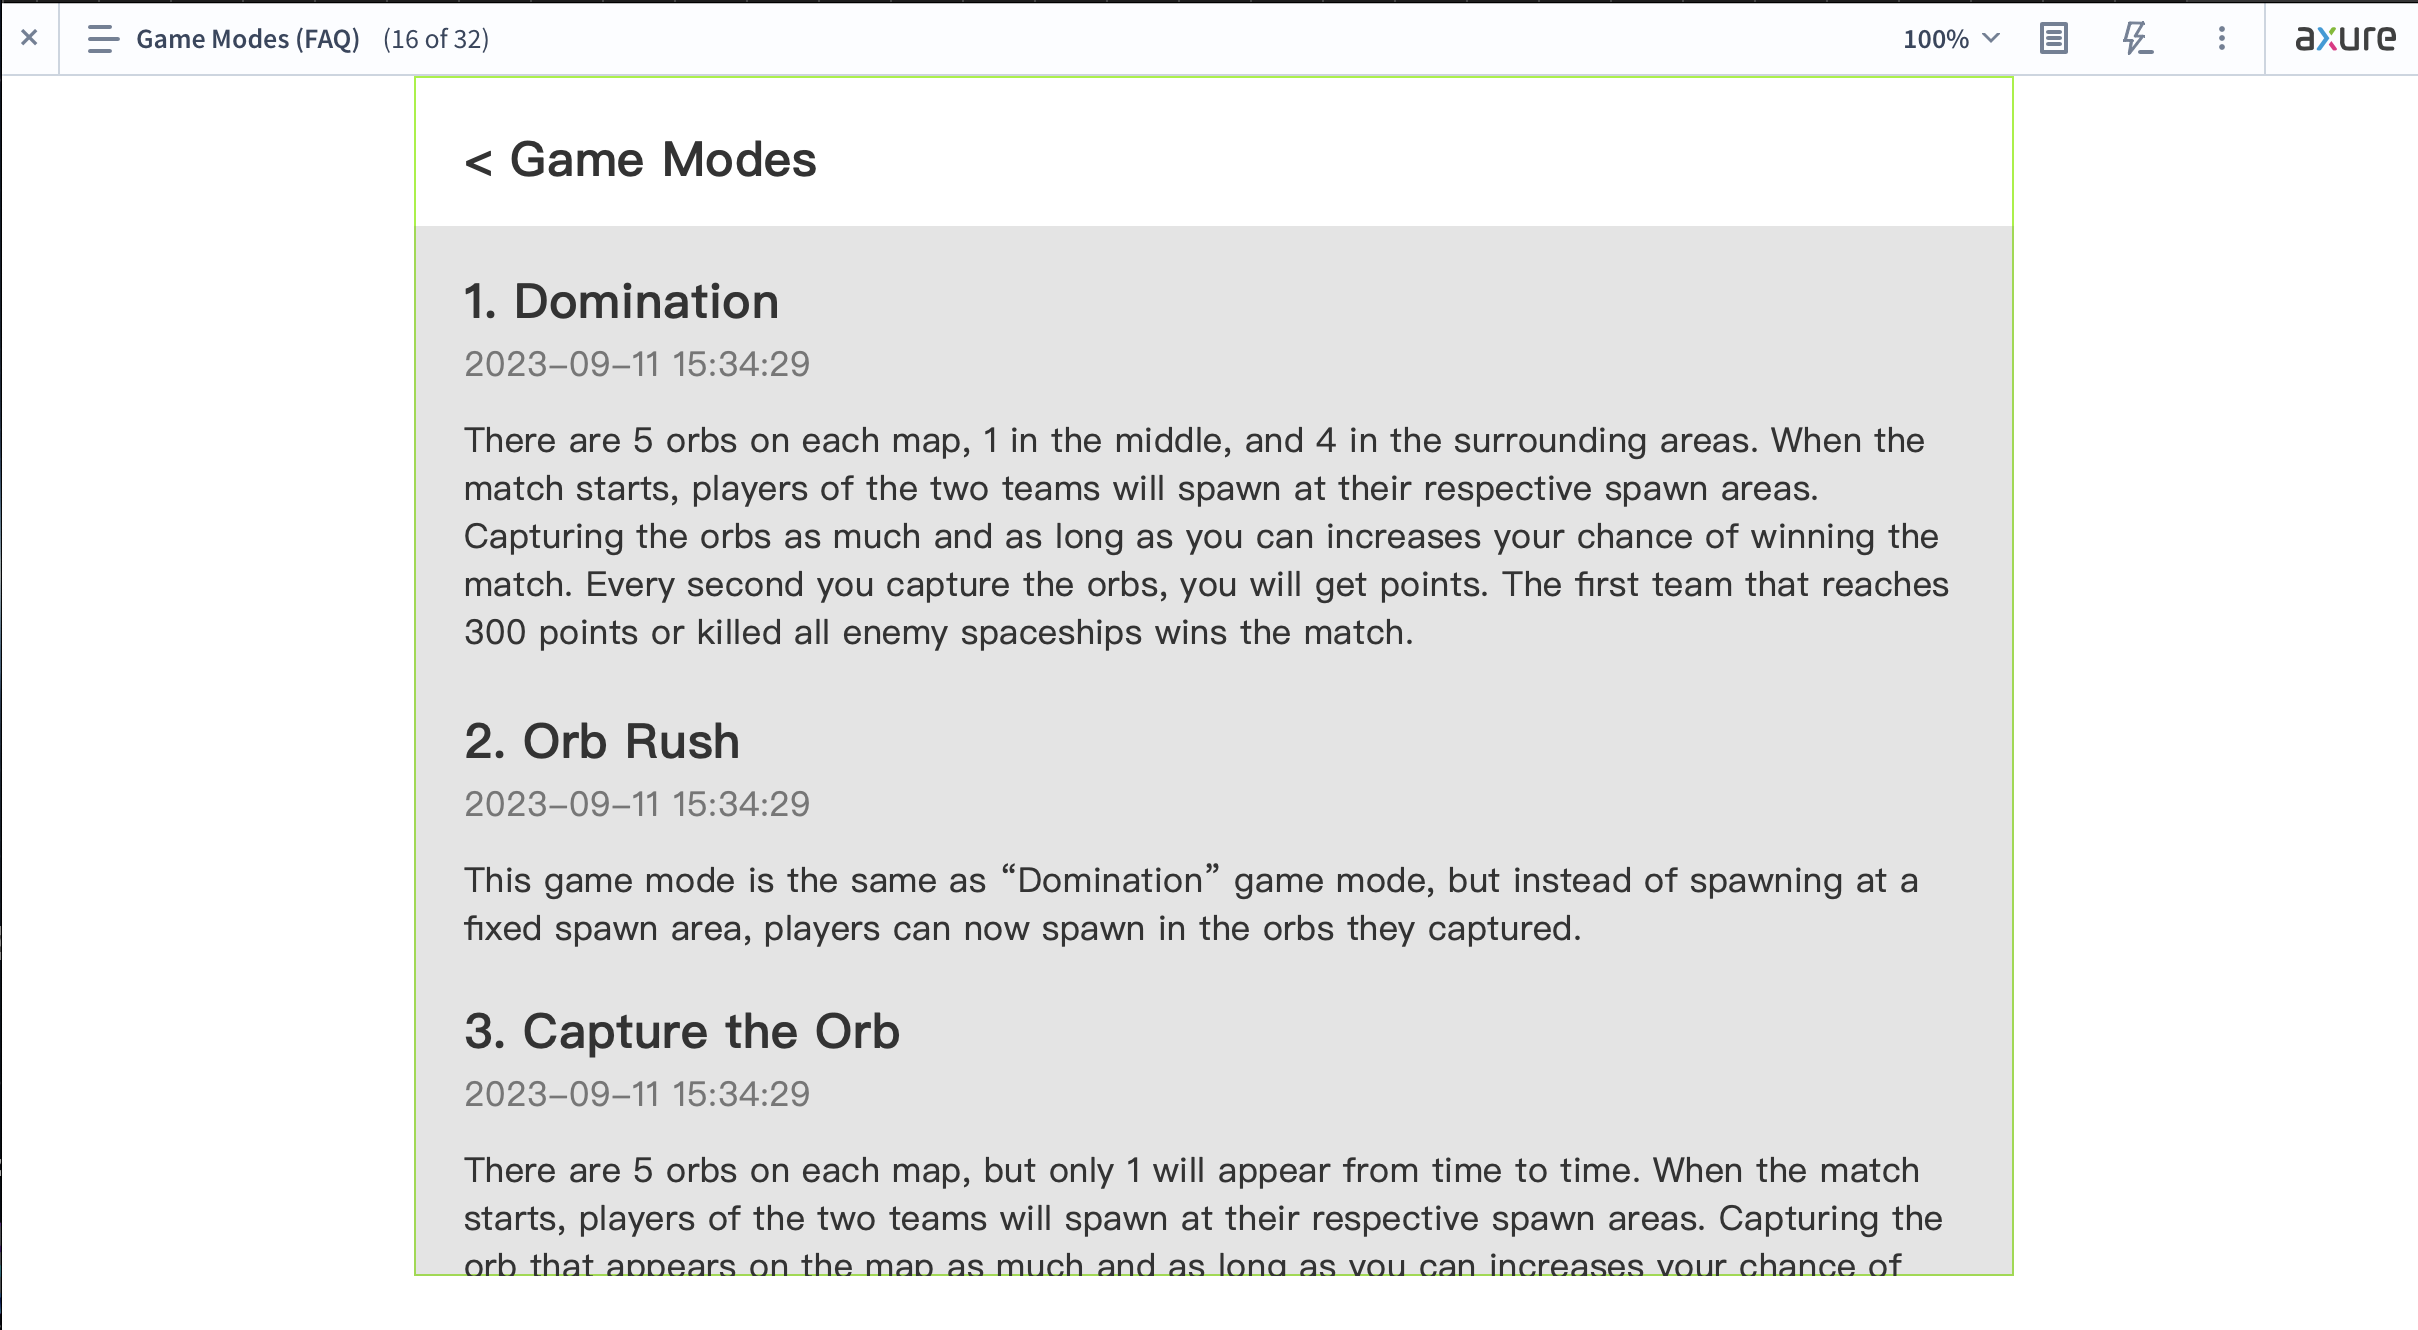 × Game Modes (FAQ) (16 of 32) 100% axure
< Game Modes
1. Domination
2023–09–11 15:34:29
There are 5 orbs on each map, 1 in the middle, and 4 in the surrounding areas. When the
match starts, players of the two teams will spawn at their respective spawn areas.
Capturing the orbs as much and as long as you can increases your chance of winning the
match. Every second you capture the orbs, you will get points. The first team that reaches
300 points or killed all enemy spaceships wins the match.
2. Orb Rush
2023–09–11 15:34:29
This game mode is the same as “Domination” game mode, but instead of spawning at a
fixed spawn area, players can now spawn in the orbs they captured.
3. Capture the Orb
2023–09–11 15:34:29
There are 5 orbs on each map, but only 1 will appear from time to time. When the match
starts, players of the two teams will spawn at their respective spawn areas. Capturing the
orb that appears on the map as much and as long as you can increases your chance of